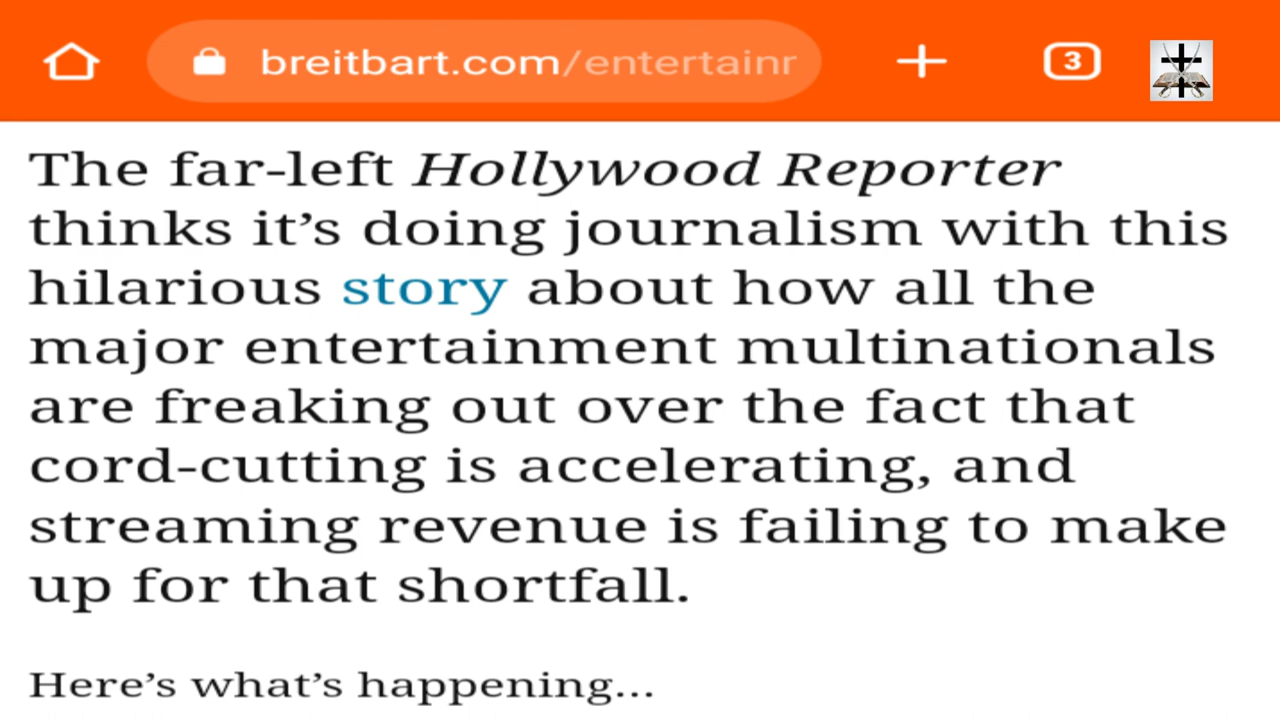 breitbart.com/entertainr
3
The far-left Hollywood Reporter
thinks it’s doing journalism with this
hilarious story about how all the
major entertainment multinationals
are freaking out over the fact that
cord-cutting is accelerating, and
streaming revenue is failing to make
up for that shortfall.
Here’s what’s happening...